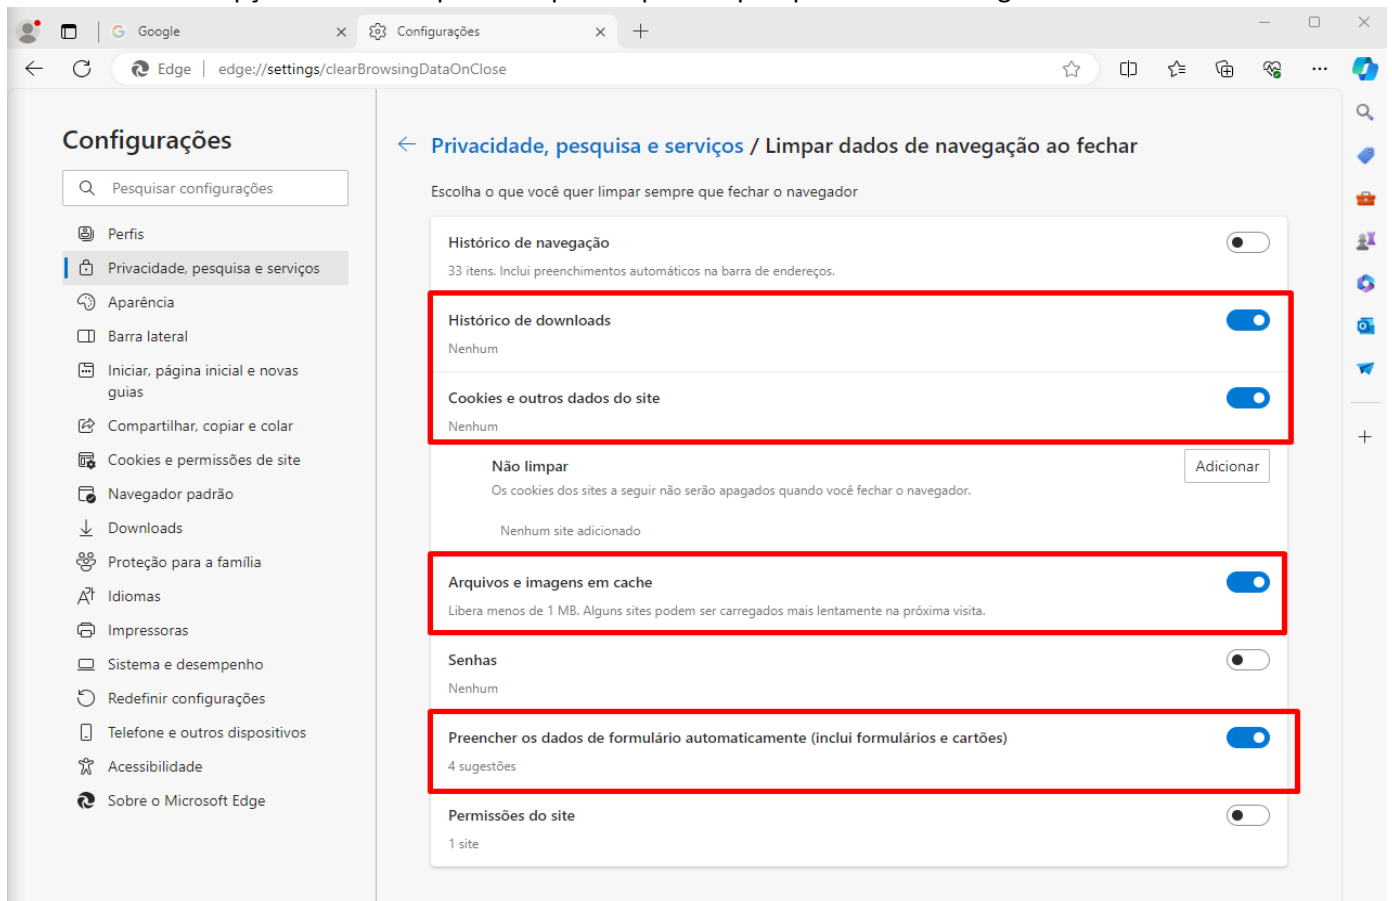 Google
Configurações
Edge
edge://settings/clearBrowsingDataOnClose
Configurações
Pesquisar configurações
Perfis
Privacidade, pesquisa e serviços
Aparência
Barra lateral
Iniciar, página inicial e novas
guias
Compartilhar, copiar e colar
Cookies e permissões de site
Navegador padrão
Downloads
Proteção para a família
Idiomas
Impressoras
Sistema e desempenho
Redefinir configurações
Telefone e outros dispositivos
Acessibilidade
Sobre o Microsoft Edge
Privacidade, pesquisa e serviços / Limpar dados de navegação ao fechar
Escolha o que você quer limpar sempre que fechar o navegador
Histórico de navegação
33 itens. Inclui preenchimentos automáticos na barra de endereços.
Histórico de downloads
Nenhum
Cookies e outros dados do site
Nenhum
Não limpar
Adicionar
Os cookies dos sites a seguir não serão apagados quando você fechar o navegador.
Nenhum site adicionado
Arquivos e imagens em cache
Libera menos de 1 MB. Alguns sites podem ser carregados mais lentamente na próxima visita.
Senhas
Nenhum
Preencher os dados de formulário automaticamente (inclui formulários e cartões)
4 sugestões
Permissões do site
1 site